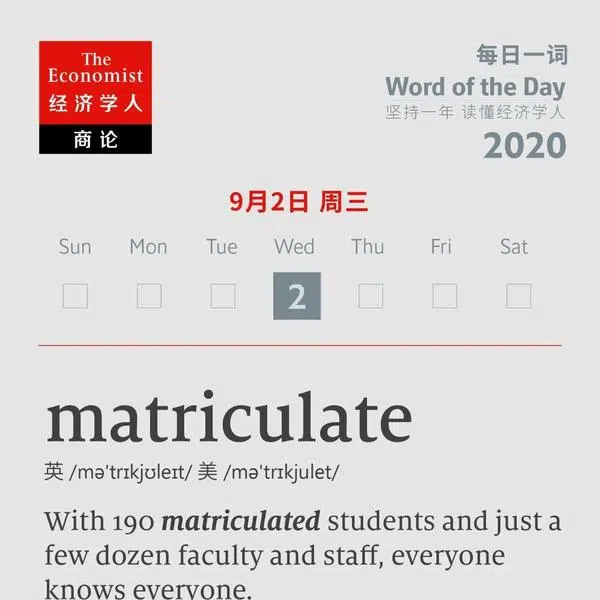 The
Economist
经济学人
商论
每日一词
Word of the Day
坚持一年 读懂经济学人
2020
9月2日 周三
Sun Mon Tue Wed Thu Fri Sat
2
matriculate
英 /məˈtrɪkjʊleɪt/ 美 /məˈtrɪkjulet/
With 190 matriculated students and just a
few dozen faculty and staff, everyone
knows everyone.